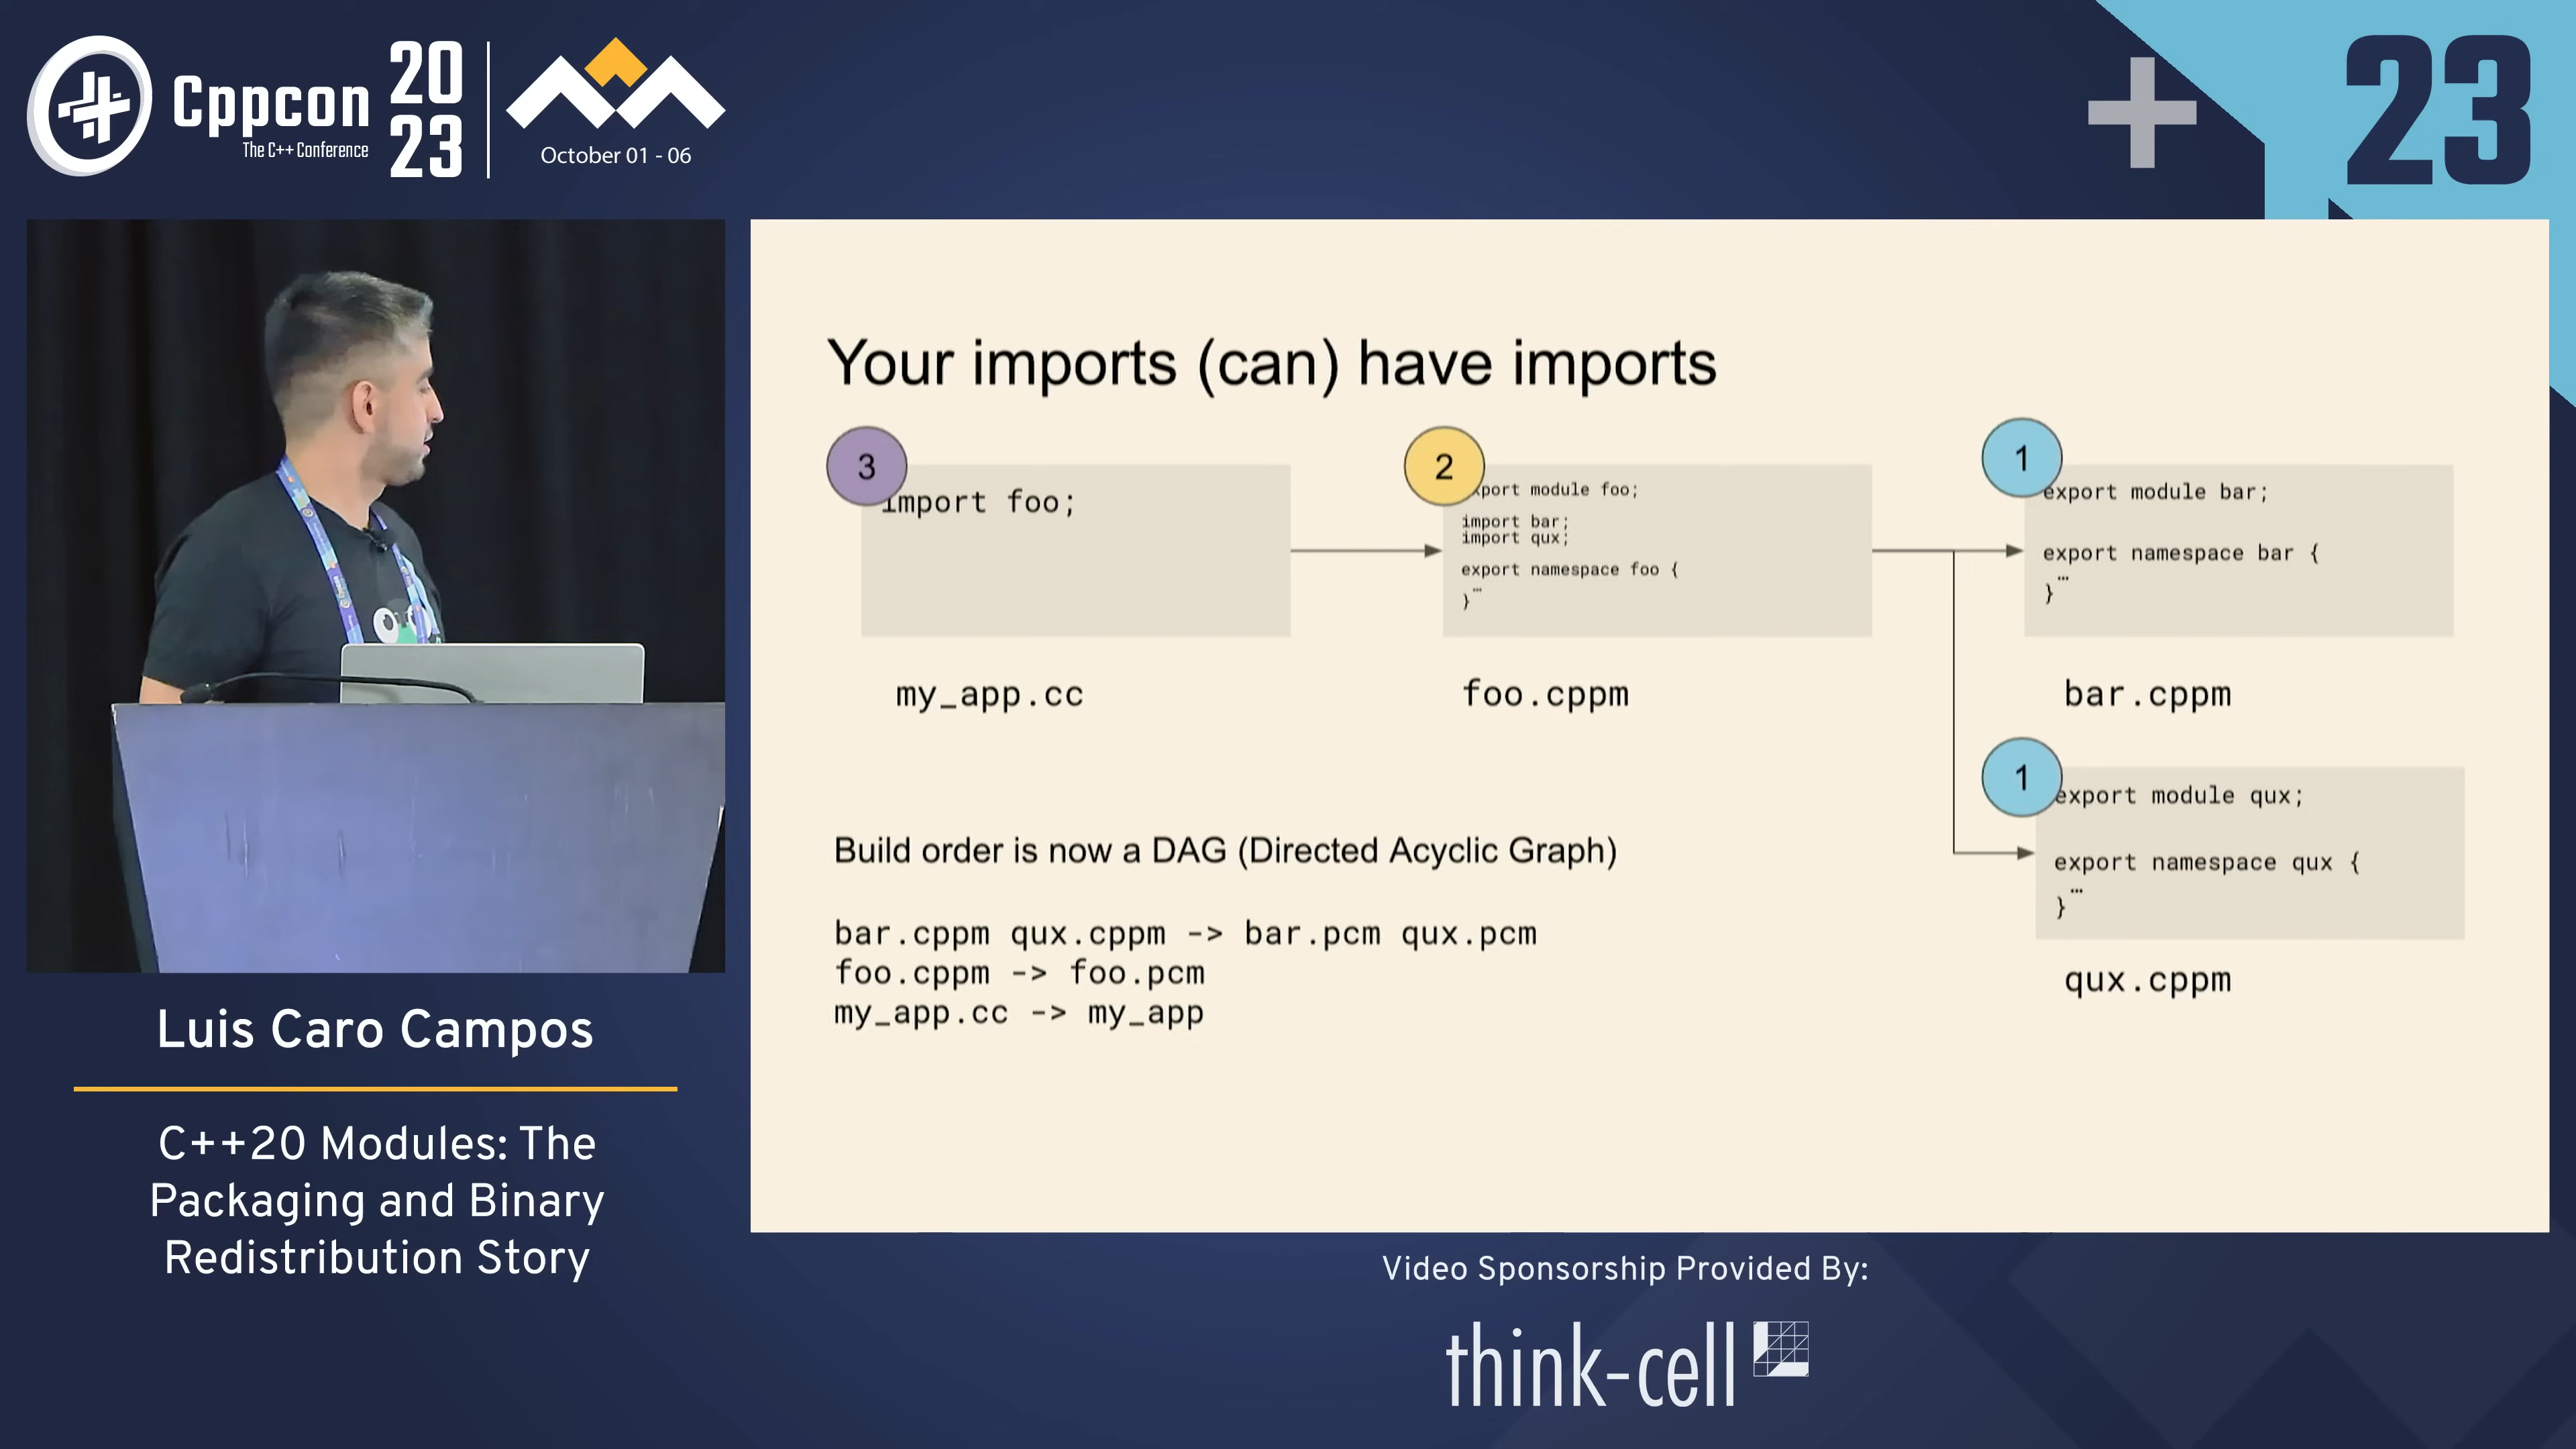 Cppcon
The C++ Conference
20
23
October 01 - 06
23
Your imports (can) have imports
3
import foo;
my_app.cc
2
export module foo;
import bar;
import qux;
export namespace foo {
…
}
foo.cppm
1
export module bar;
export namespace bar {
…
}
bar.cppm
1
export module qux;
export namespace qux {
…
}
qux.cppm
Build order is now a DAG (Directed Acyclic Graph)
bar.cppm qux.cppm -> bar.pcm qux.pcm
foo.cppm -> foo.pcm
my_app.cc -> my_app
Luis Caro Campos
C++20 Modules: The
Packaging and Binary
Redistribution Story
Video Sponsorship Provided By:
think-cell